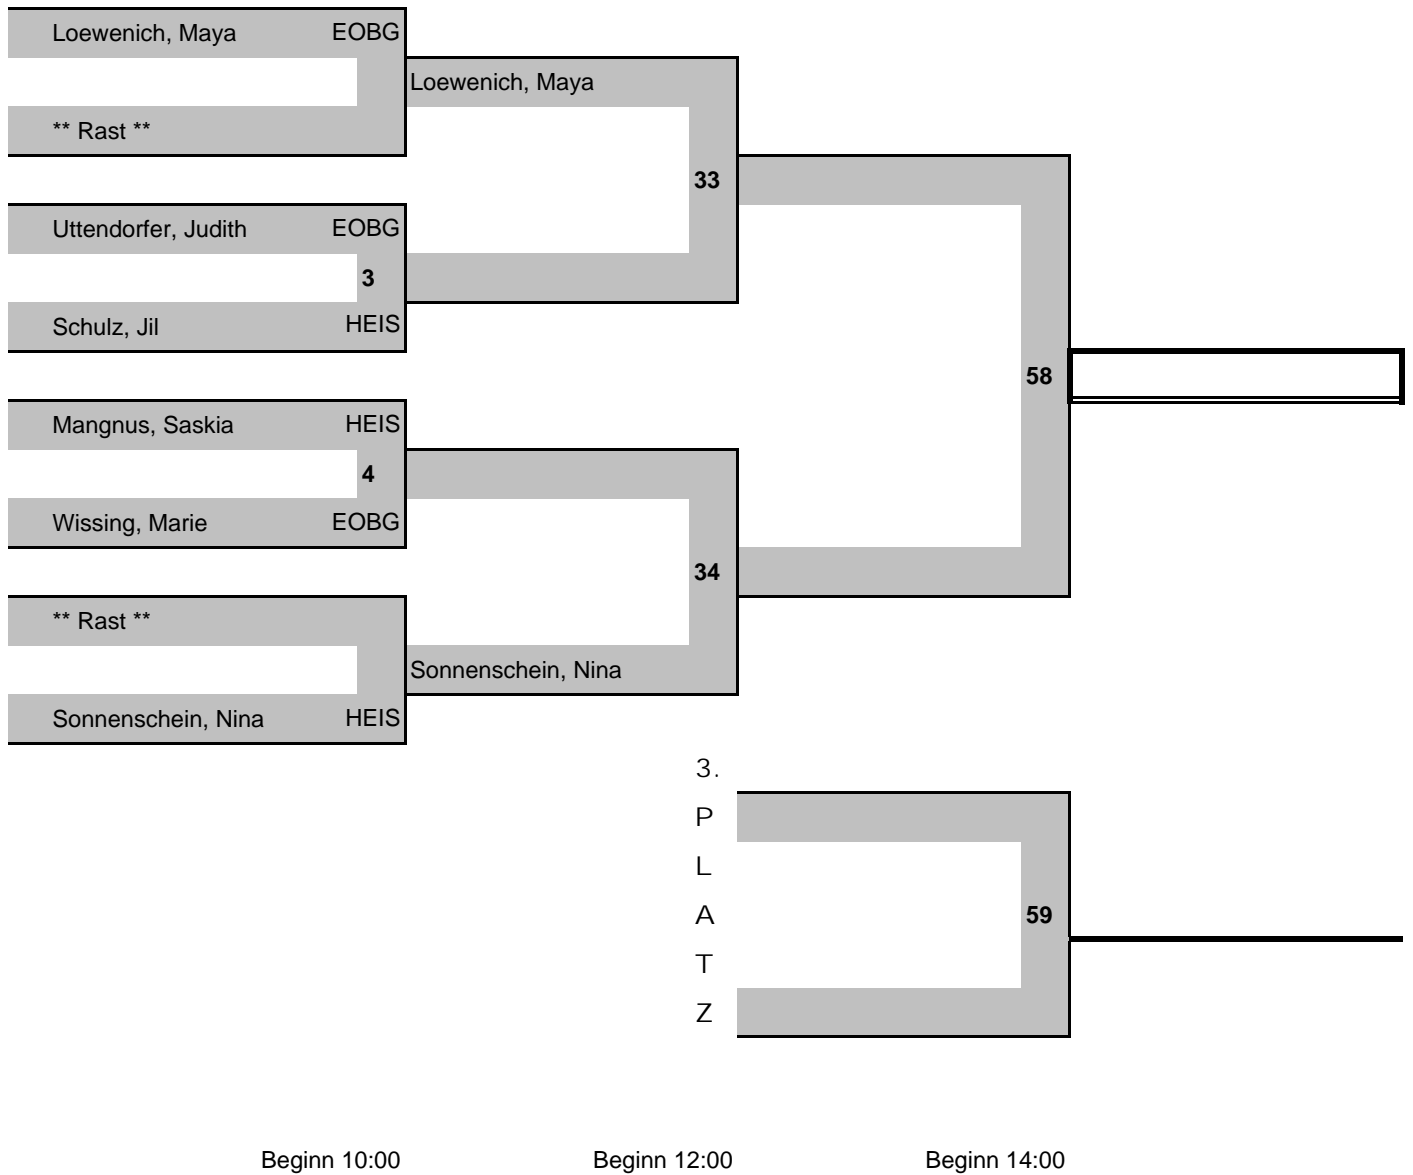 Loewenich, Maya EOBG
Loewenich, Maya
** Rast **
33
Uttendorfer, Judith EOBG
3
Schulz, Jil HEIS
58
Mangnus, Saskia HEIS
4
Wissing, Marie EOBG
34
** Rast **
Sonnenschein, Nina
Sonnenschein, Nina HEIS
3.
P
L
A
59
T
Z
Beginn 10:00 Beginn 12:00 Beginn 14:00